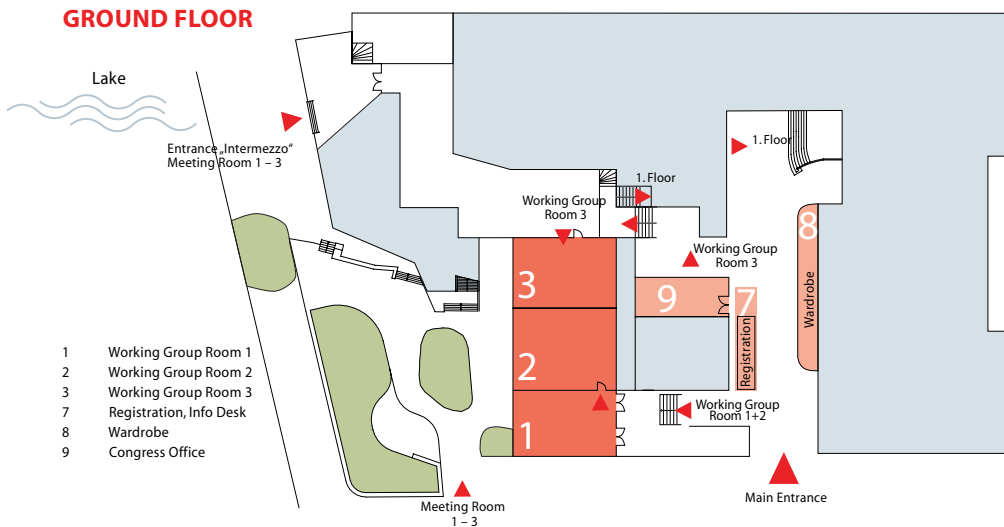 GROUND FLOOR
Lake
Entrance „Intermezzo“
Meeting Room 1 – 3
1. Floor
1. Floor
Working Group
Room 3
Working Group
Room 3
8
Wardrobe
3
9
7
Registration
2
1
1 Working Group Room 1
2 Working Group Room 2
3 Working Group Room 3
7 Registration, Info Desk
8 Wardrobe
9 Congress Office
Working Group
Room 1+2
Main Entrance
Meeting Room
1 – 3